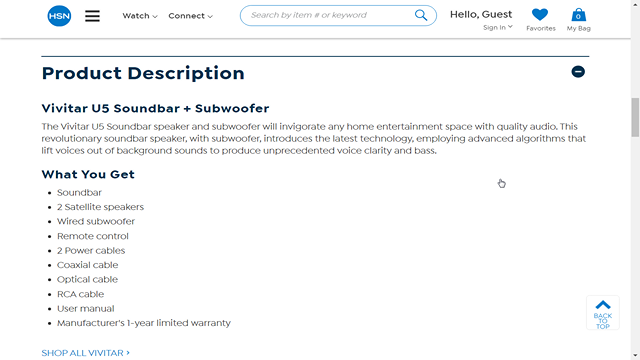 HSN
Watch
Connect
Search by item # or keyword
Hello, Guest
Sign In
Favorites
0
My Bag
Product Description
Vivitar U5 Soundbar + Subwoofer
The Vivitar U5 Soundbar speaker and subwoofer will invigorate any home entertainment space with quality audio. This
revolutionary soundbar speaker, with subwoofer, introduces the latest technology, employing advanced algorithms that
lift voices out of background sounds to produce unprecedented voice clarity and bass.
What You Get
• Soundbar
• 2 Satellite speakers
• Wired subwoofer
• Remote control
• 2 Power cables
• Coaxial cable
• Optical cable
• RCA cable
• User manual
• Manufacturer's 1-year limited warranty
BACK
TO
TOP
SHOP ALL VIVITAR >